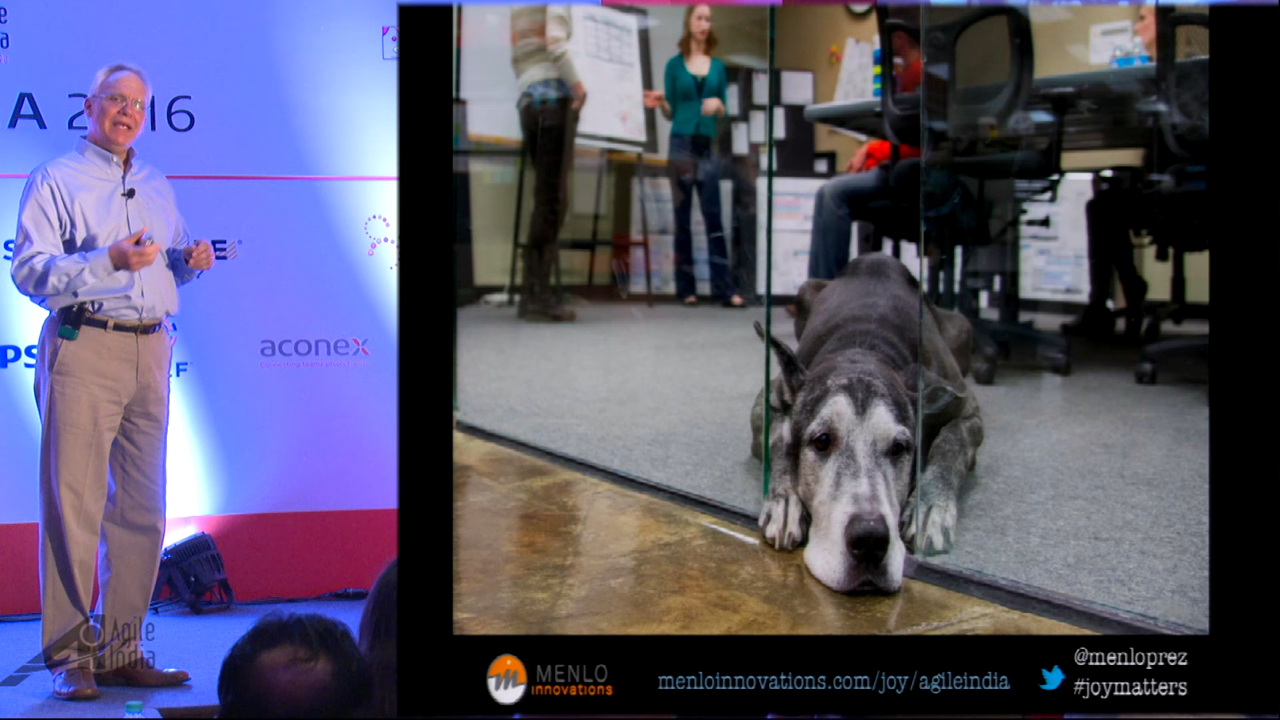 A 2016
aconex
Agile
India
MENLO
innovations
menloinnovations.com/joy/agileindia
@menloprez
#joymatters